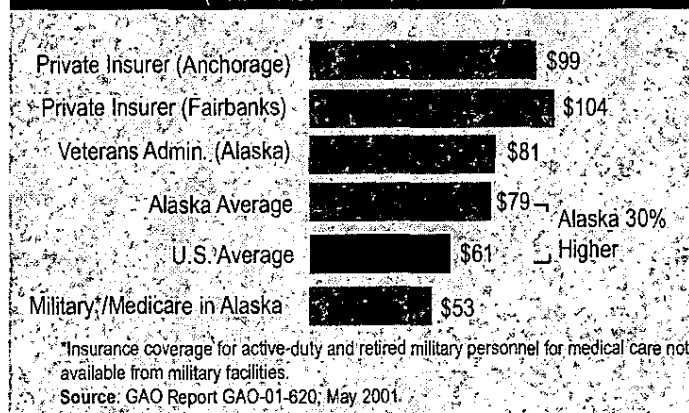 Private Insurer (Anchorage) $99
Private Insurer (Fairbanks) $104
Veterans Admin. (Alaska) $81
Alaska Average $79
Alaska 30%
Higher
U.S. Average $61
Military*/Medicare in Alaska $53
*Insurance coverage for active-duty and retired military personnel for medical care not
available from military facilities.
Source: GAO Report GAO-01-620, May 2001.